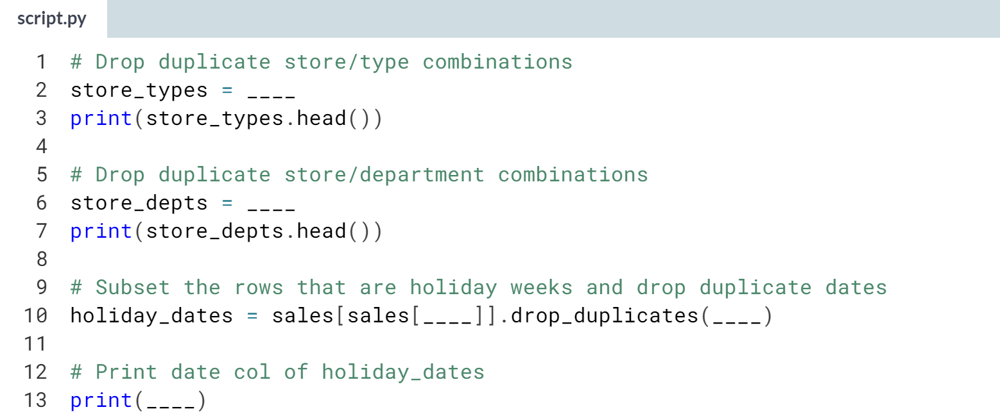 script.py
1 # Drop duplicate store/type combinations
2 store_types = ____
3 print(store_types.head())
4
5 # Drop duplicate store/department combinations
6 store_depts = ____
7 print(store_depts.head())
8
9 # Subset the rows that are holiday weeks and drop duplicate dates
10 holiday_dates = sales[sales[____]].drop_duplicates(____)
11
12 # Print date col of holiday_dates
13 print(____)